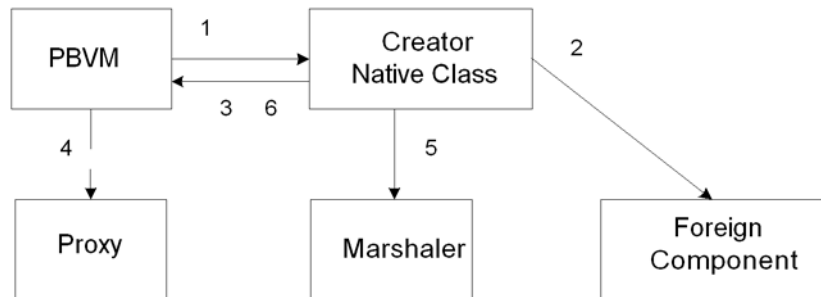 1
PBVM
Creator
Native Class
2
3 6
4
5
Proxy
Marshaler
Foreign
Component